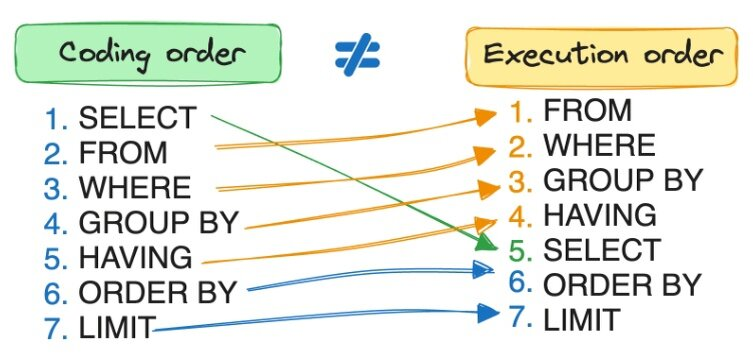 Coding order
≠
Execution order
1. SELECT
2. FROM
3. WHERE
4. GROUP BY
5. HAVING
6. ORDER BY
7. LIMIT
1. FROM
2. WHERE
3. GROUP BY
4. HAVING
5. SELECT
6. ORDER BY
7. LIMIT